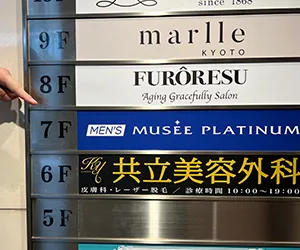 since 1868
9F
marlle
KYOTO
8F
FURÔRESU
Aging Gracefully Salon
7F
MEN'S MUSÉE PLATINUM
6F
Ky 共立美容外科
皮膚科・レーザー脱毛 / 診療時間 10:00〜19:00
5F